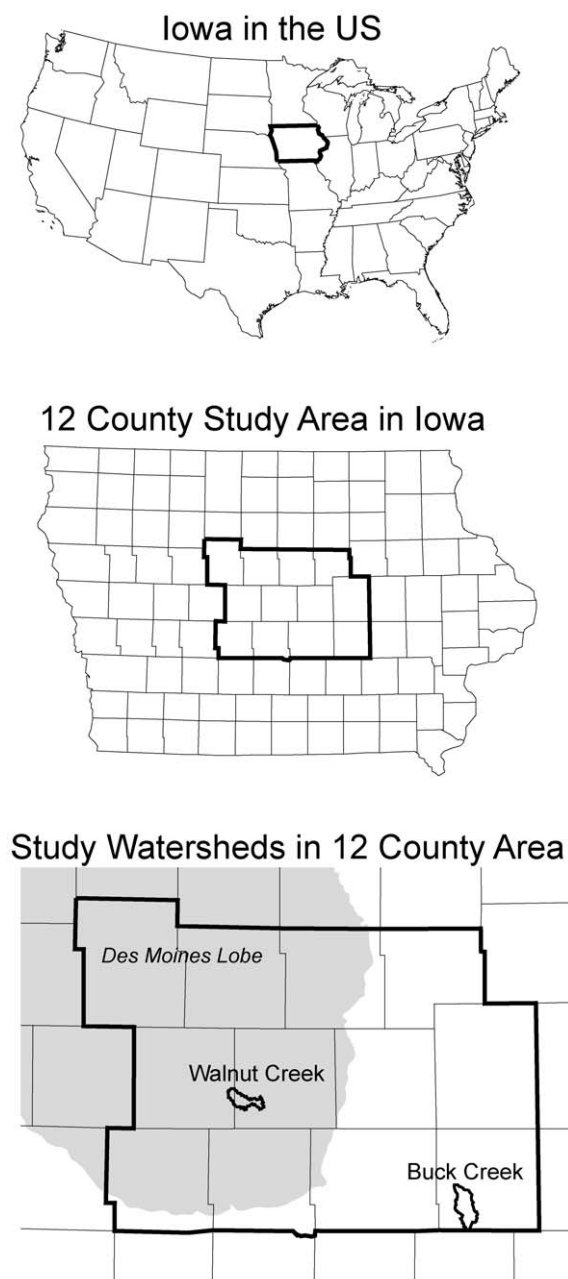 Iowa in the US
12 County Study Area in Iowa
Study Watersheds in 12 County Area
Des Moines Lobe
Walnut Creek
Buck Creek